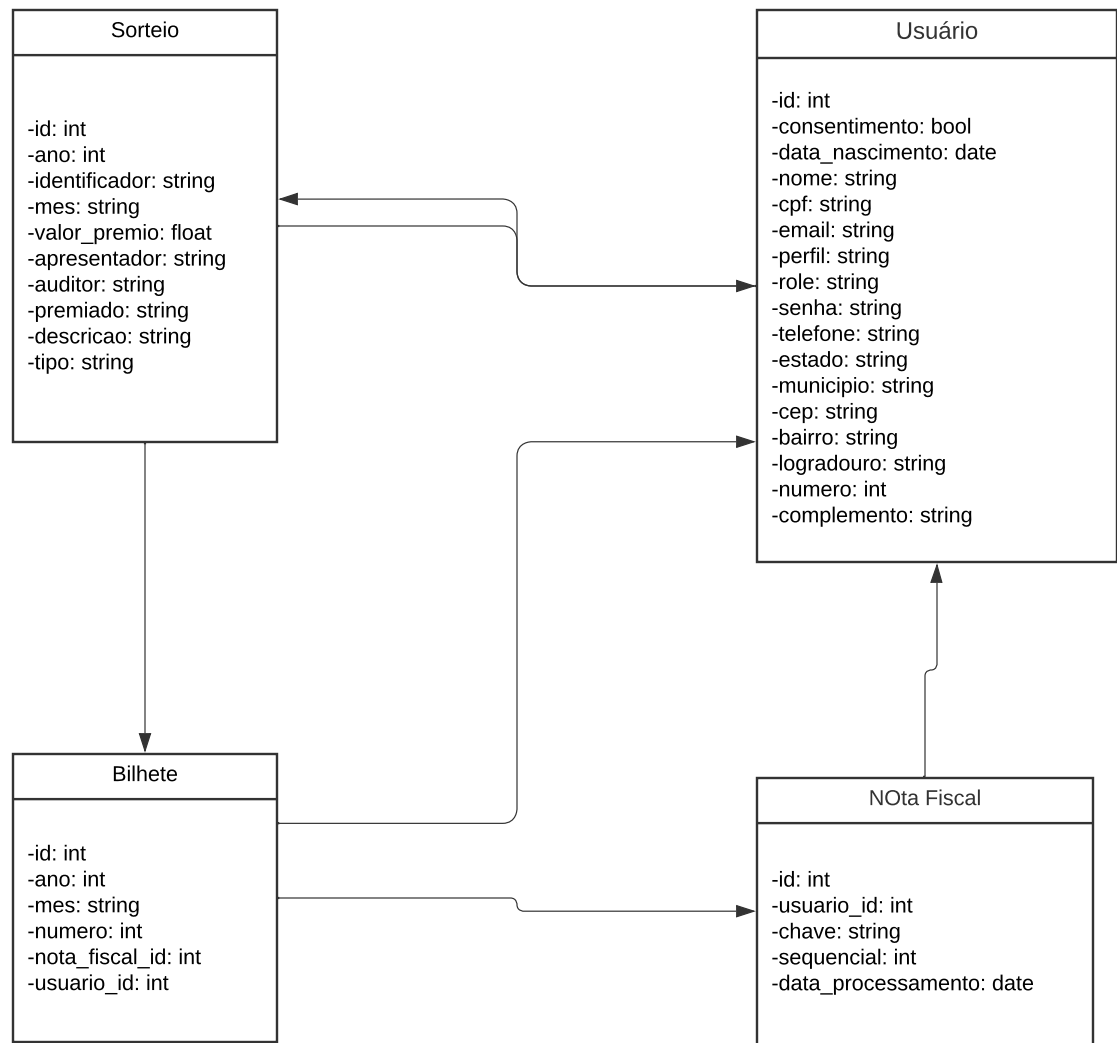 Sorteio
-id: int
-ano: int
-identificador: string
-mes: string
-valor_premio: float
-apresentador: string
-auditor: string
-premiado: string
-descricao: string
-tipo: string
Usuário
-id: int
-consentimento: bool
-data_nascimento: date
-nome: string
-cpf: string
-email: string
-perfil: string
-role: string
-senha: string
-telefone: string
-estado: string
-municipio: string
-cep: string
-bairro: string
-logradouro: string
-numero: int
-complemento: string
Bilhete
-id: int
-ano: int
-mes: string
-numero: int
-nota_fiscal_id: int
-usuario_id: int
NOta Fiscal
-id: int
-usuario_id: int
-chave: string
-sequencial: int
-data_processamento: date